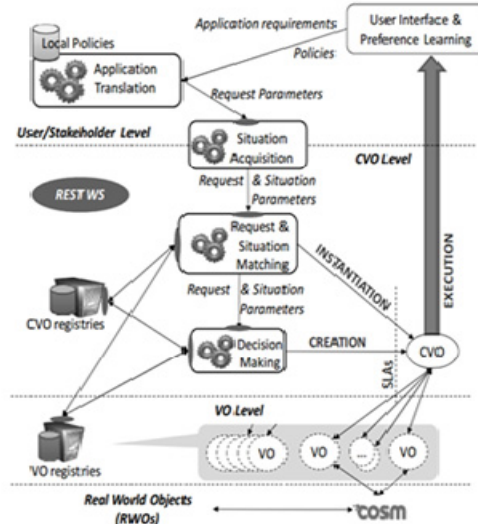 Local Policies
Application requirements
User Interface &
Preference Learning
Policies
Application
Translation
Request Parameters
User/Stakeholder Level
Situation
Acquisition
CVO Level
REST WS
Request & Situation
Parameters
Request &
Situation
Matching
INSTANTIATION
EXECUTION
Request & Situation
Parameters
CVO registries
Decision
Making
CREATION
SLAs
CVO
VO Level
VO registries
VO
VO
...
VO
Real World Objects
(RWOs)
COSM